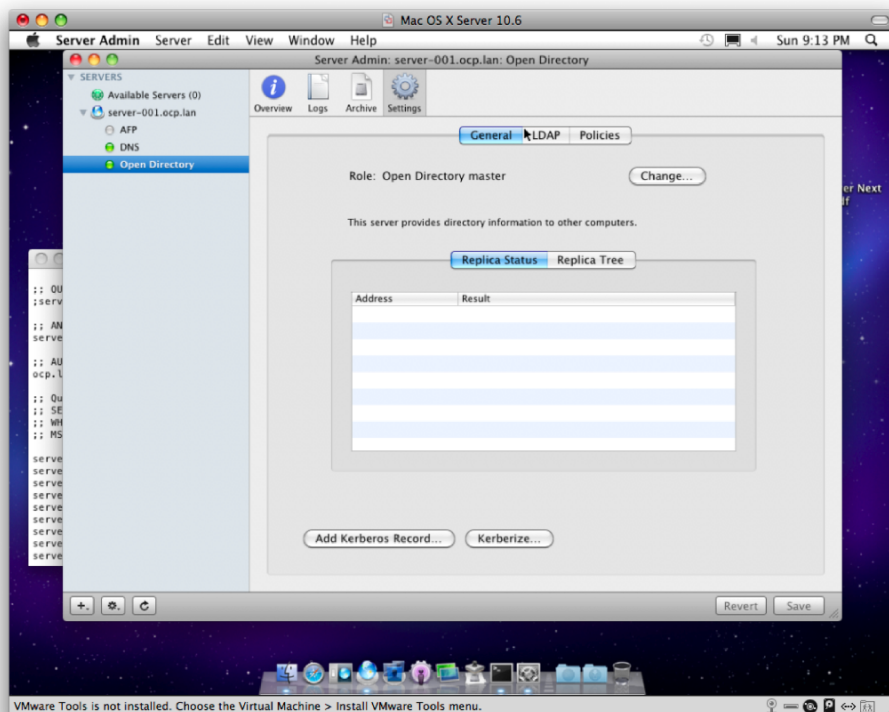 Mac OS X Server 10.6
Server Admin Server Edit View Window Help Sun 9:13 PM
Server Admin: server-001.ocp.lan: Open Directory
SERVERS
Available Servers (0)
server-001.ocp.lan
AFP
DNS
Open Directory
Overview Logs Archive Settings
General LDAP Policies
Role: Open Directory master Change...
This server provides directory information to other computers.
Replica Status Replica Tree
Address Result
Add Kerberos Record... Kerberize...
Revert Save
er Next
lf
;; QU
;serv
;; AN
serve
;; AU
ocp.l
;; Qu
;; SE
;; WH
;; MS
serve
serve
serve
serve
serve
serve
serve
serve
serve
VMware Tools is not installed. Choose the Virtual Machine > Install VMware Tools menu.